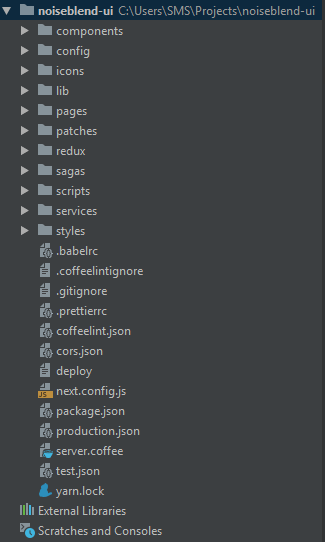 noiseblend-ui C:\Users\SMS\Projects\noiseblend-ui
components
config
icons
lib
pages
patches
redux
sagas
scripts
services
styles
.babelrc
.coffeelintignore
.gitignore
.prettierrc
coffeelint.json
cors.json
deploy
next.config.js
package.json
production.json
server.coffee
test.json
yarn.lock
External Libraries
Scratches and Consoles